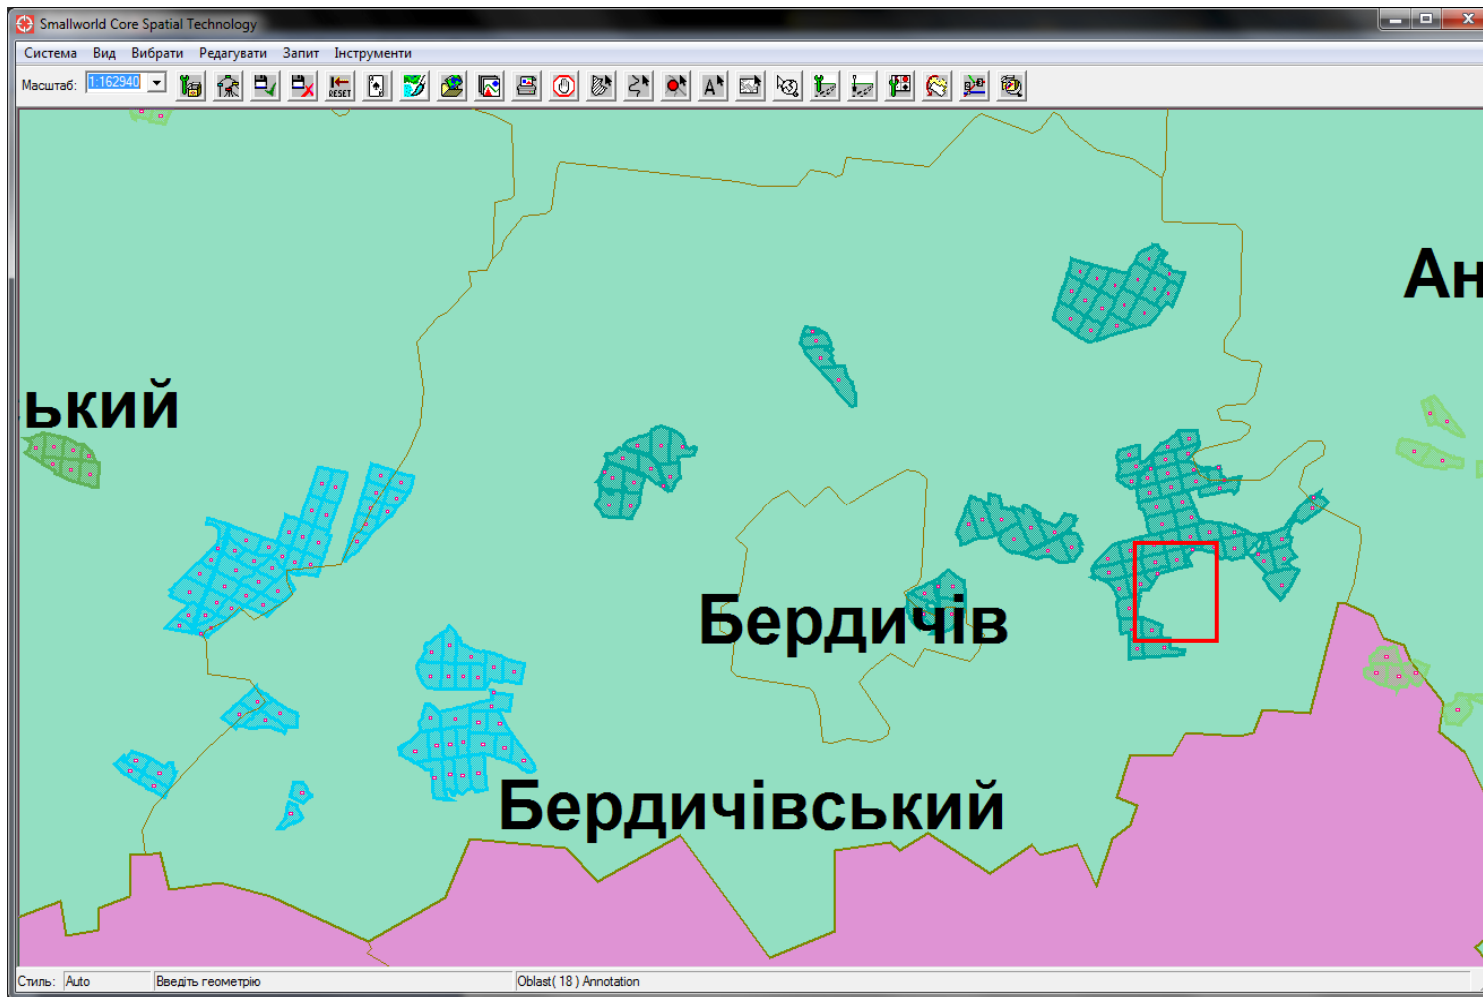 Smallworld Core Spatial Technology
Система Вид Вибрати Редагувати Запит Інструменти
Масштаб: 1:162940 RESET A
Ан
ький
Бердичів
Бердичівський
Стиль: Auto Введіть геометрію Oblast( 18 ) Annotation